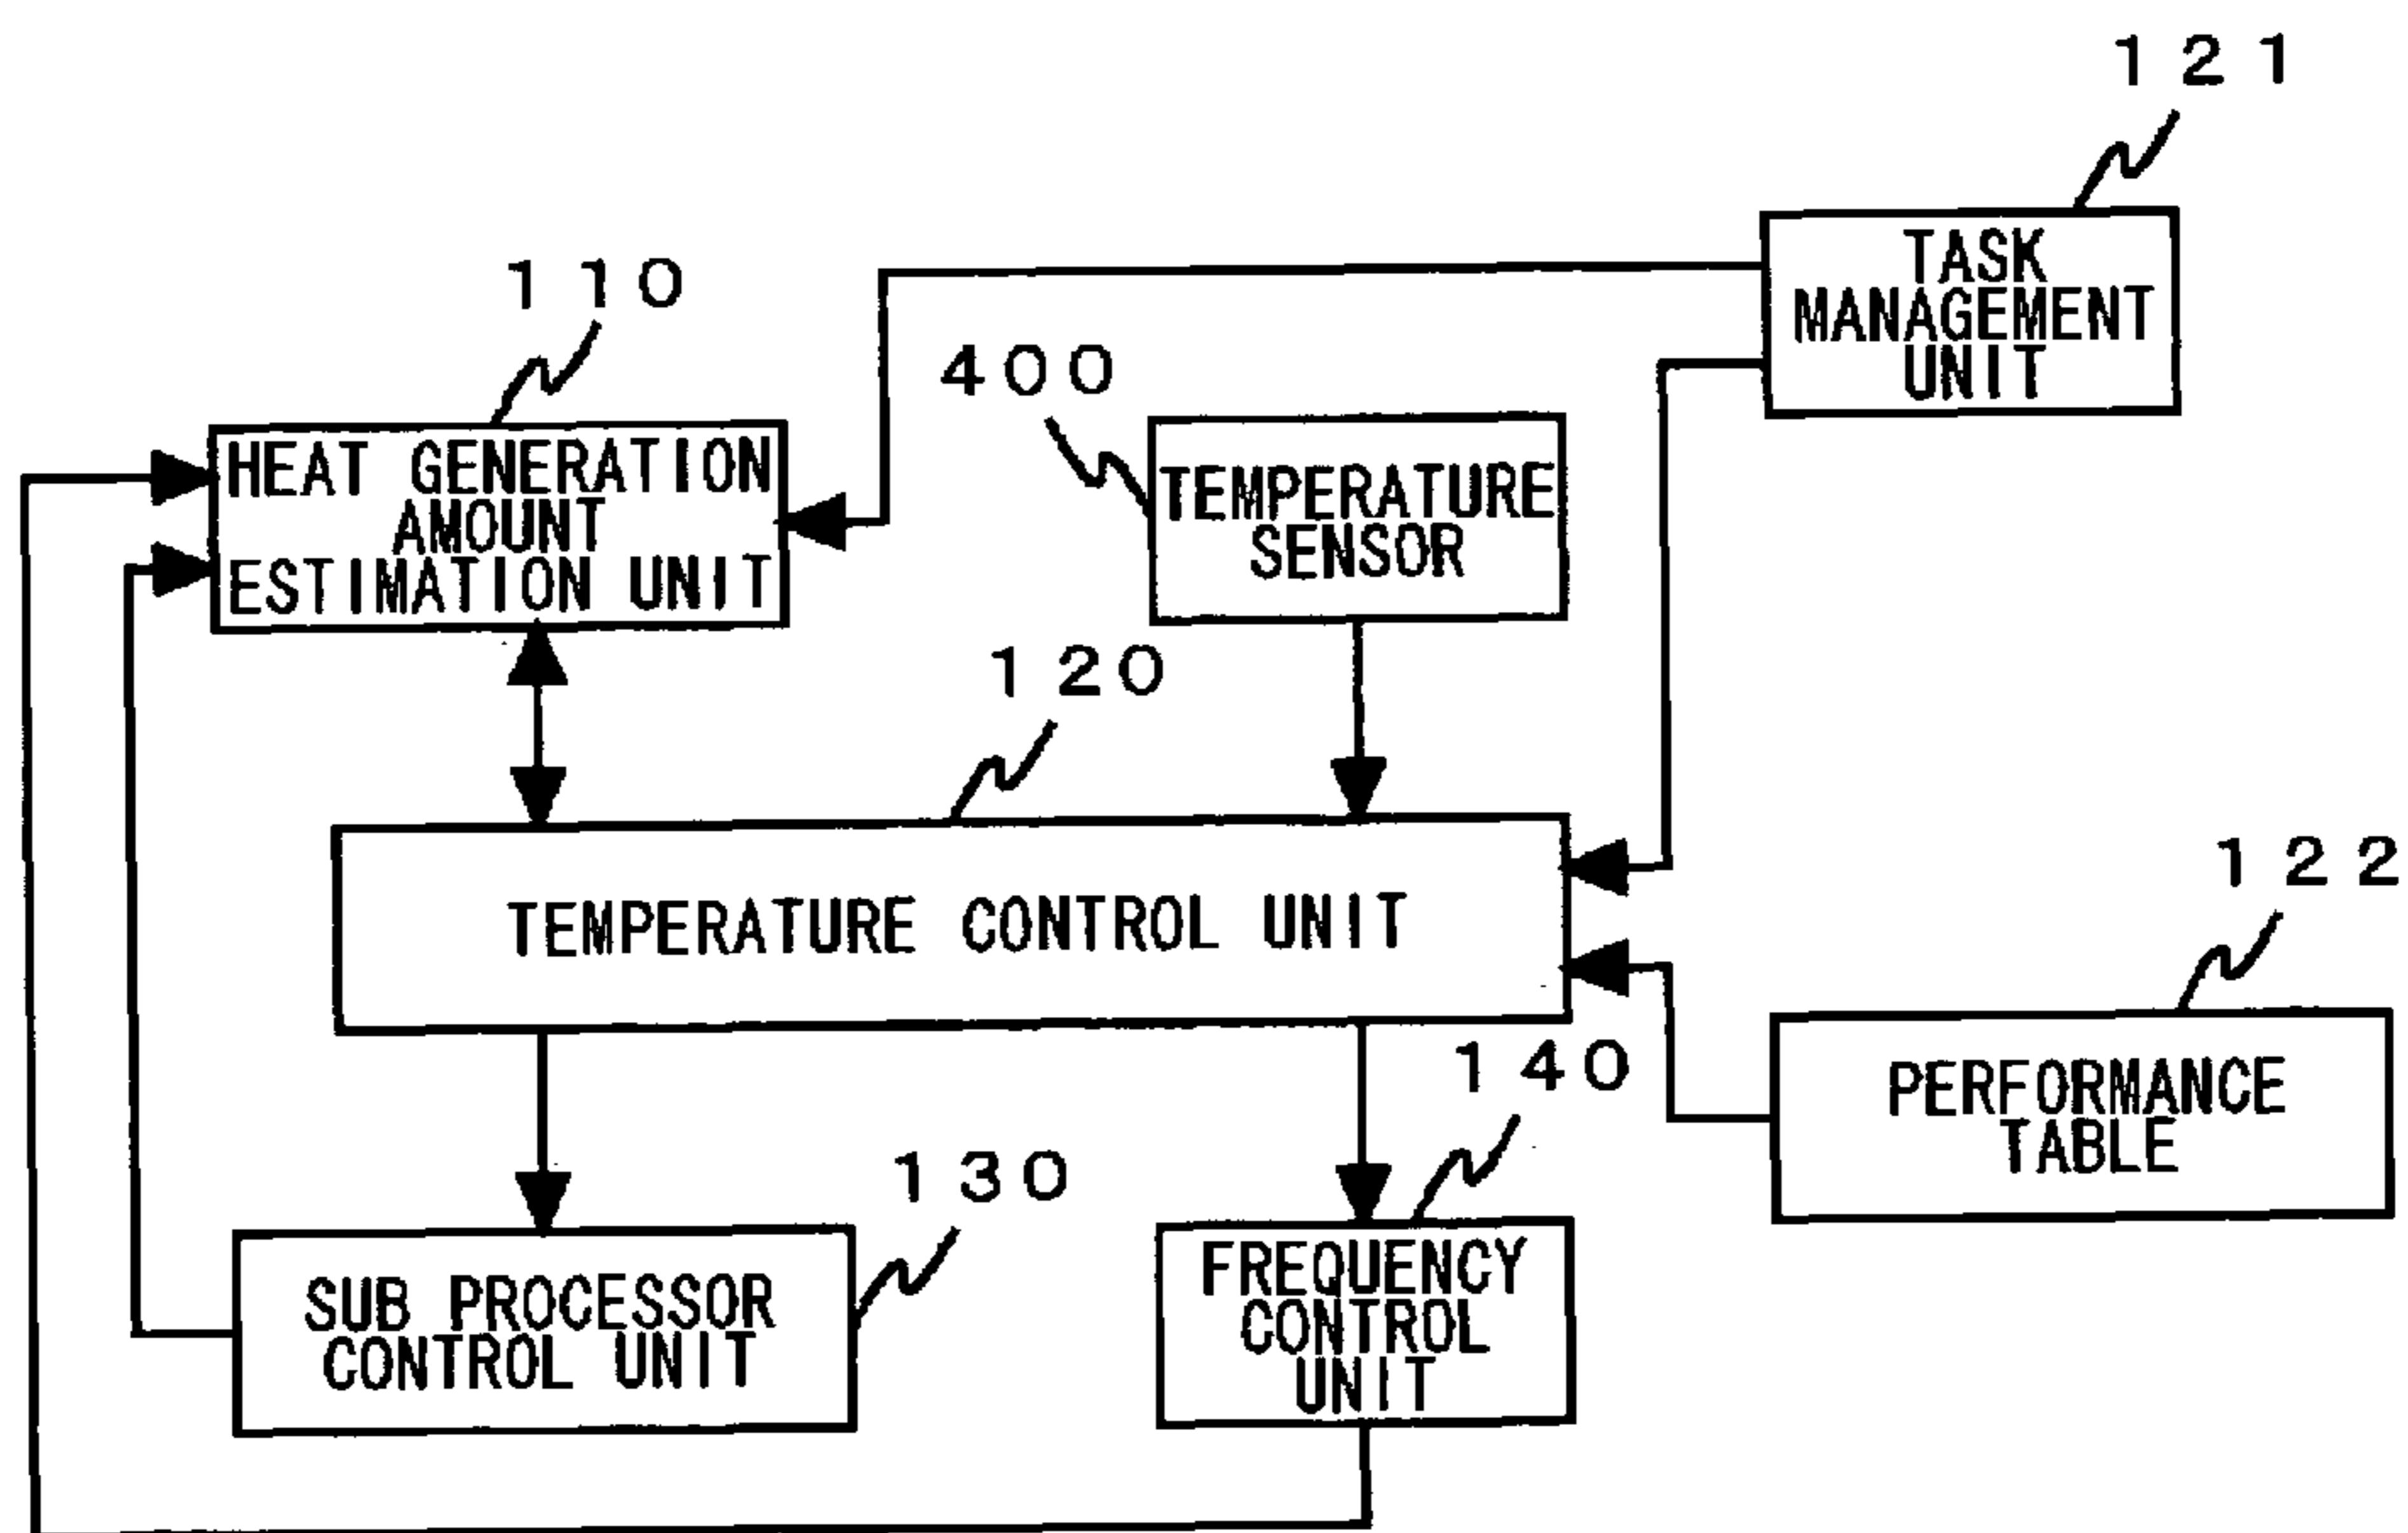 121
TASK
MANAGEMENT
UNIT
110
HEAT GENERATION
AMOUNT
ESTIMATION UNIT
400
TEMPERATURE
SENSOR
120
TEMPERATURE CONTROL UNIT
122
PERFORMANCE
TABLE
130
SUB PROCESSOR
CONTROL UNIT
140
FREQUENCY
CONTROL
UNIT